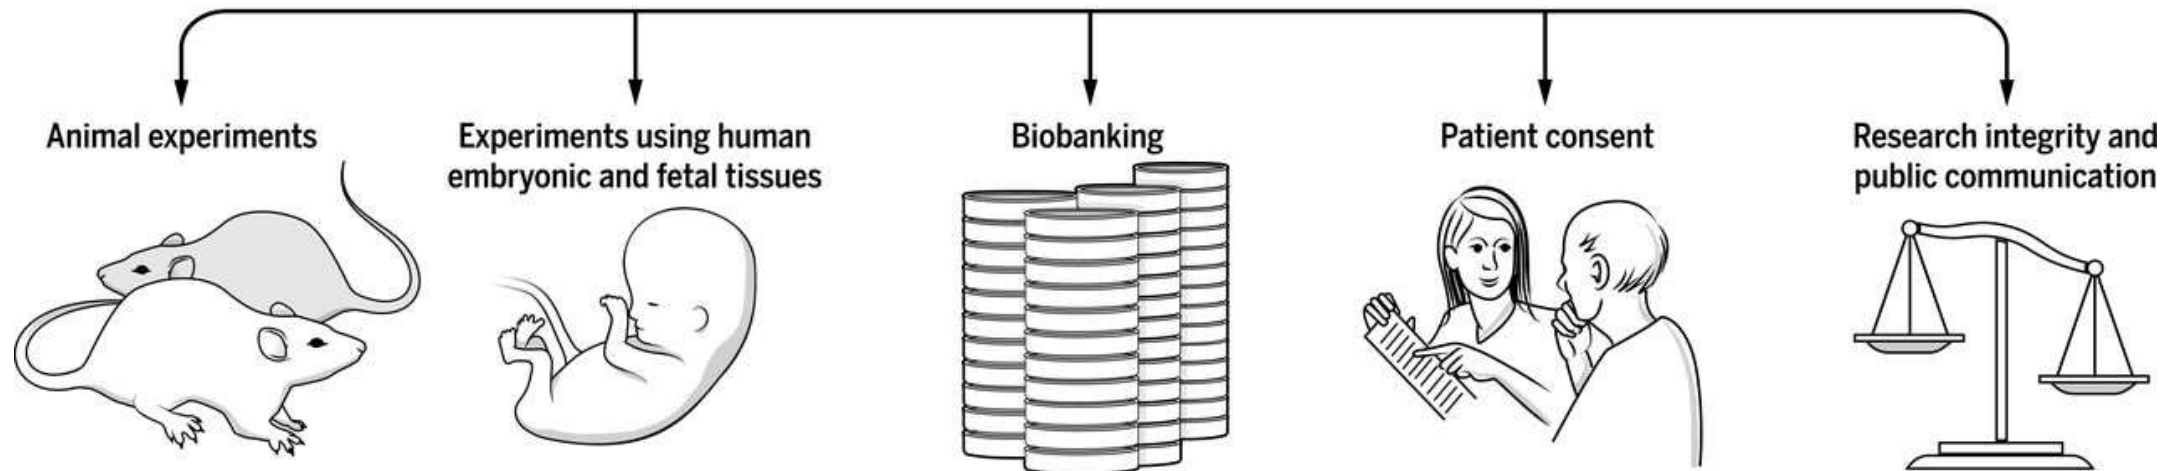 Animal experiments
Experiments using human
embryonic and fetal tissues
Biobanking
Patient consent
Research integrity and
public communication